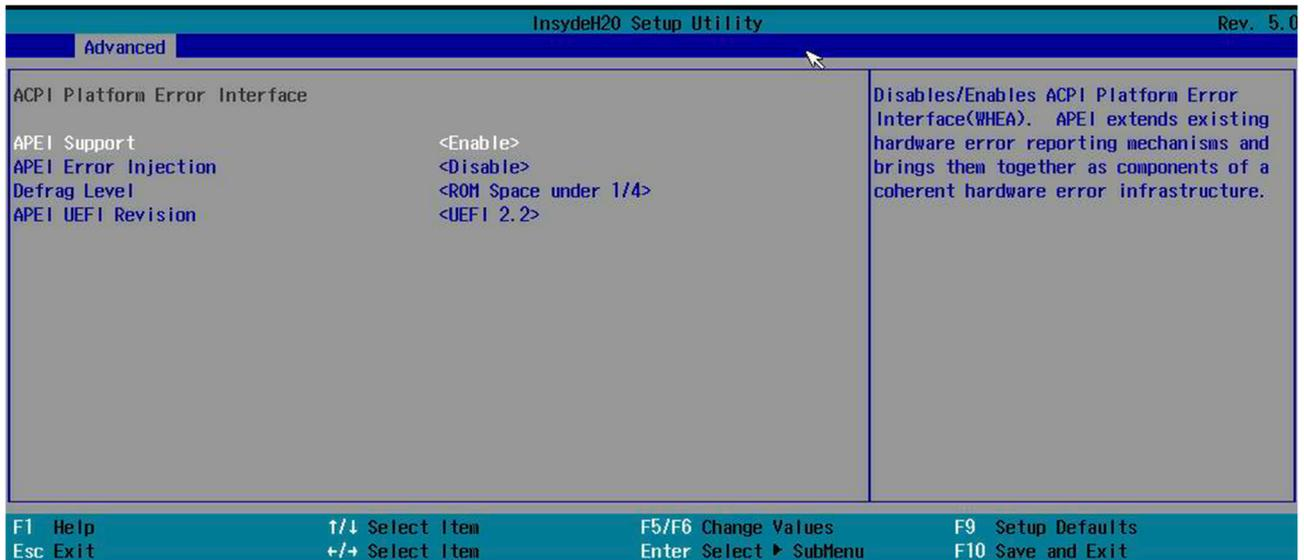 InsydeH20 Setup Utility Rev. 5.0
Advanced
ACPI Platform Error Interface
APEI Support <Enable>
APEI Error Injection <Disable>
Defrag Level <ROM Space under 1/4>
APEI UEFI Revision <UEFI 2.2>
Disables/Enables ACPI Platform Error
Interface(WHEA). APEI extends existing
hardware error reporting mechanisms and
brings them together as components of a
coherent hardware error infrastructure.
F1 Help ↑/↓ Select Item F5/F6 Change Values F9 Setup Defaults
Esc Exit ←/→ Select Item Enter Select ▶ SubMenu F10 Save and Exit